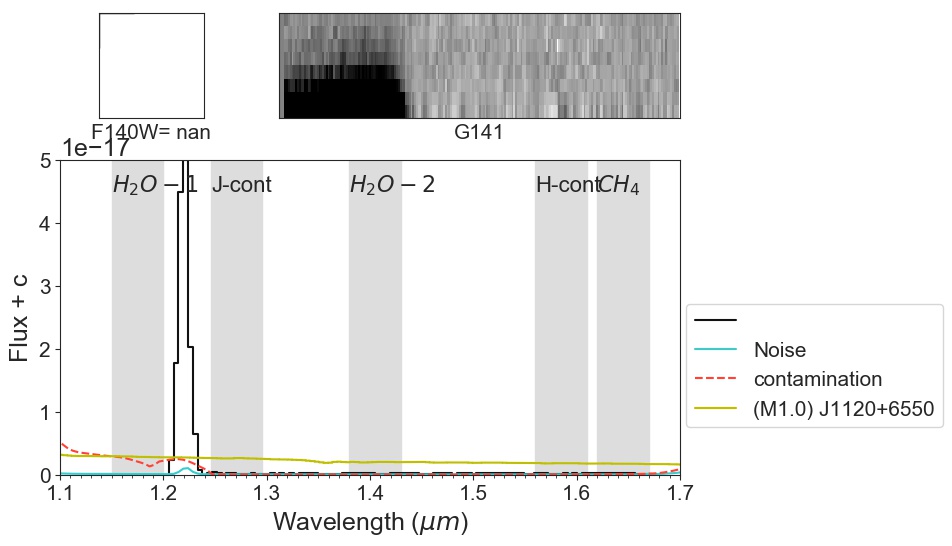 F140W= nan
G141
1e−17
H₂O − 1
J-cont
H₂O − 2
H-cont
CH₄
5
4
3
2
1
0
Flux + c
1.1
1.2
1.3
1.4
1.5
1.6
1.7
Wavelength (μm)
Noise
contamination
(M1.0) J1120+6550